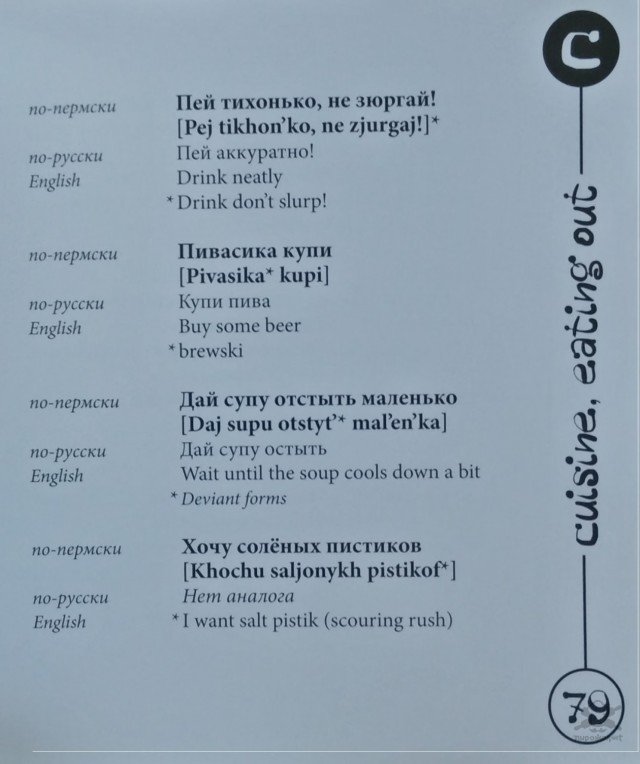 C
по-пермски Пей тихонько, не зюргай!
[Pej tikhon’ko, ne zjurgaj!]*
по-русски Пей аккуратно!
English Drink neatly
* Drink don’t slurp!
по-пермски Пивасика купи
[Pivasika* kupi]
по-русски Купи пива
English Buy some beer
* brewski
по-пермски Дай супу отстыть маленько
[Daj supu otstyt’* mal’en’ka]
по-русски Дай супу остыть
English Wait until the soup cools down a bit
* Deviant forms
по-пермски Хочу солёных пистиков
[Khochu saljonykh pistikof*]
по-русски Нет аналога
English * I want salt pistik (scouring rush)
cuisine, eating out
79